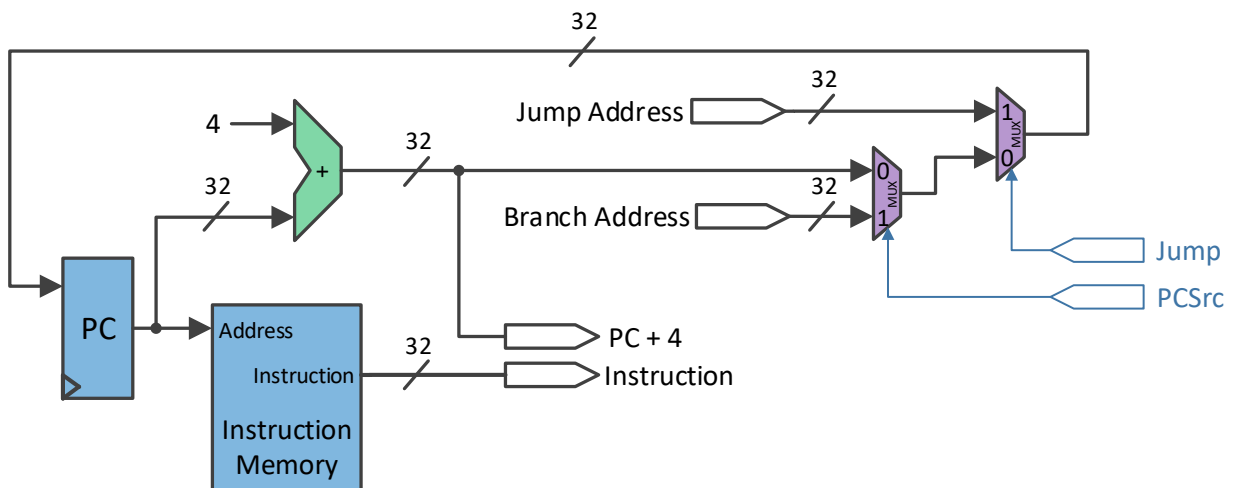 32
32
Jump Address
1
MUX
0
4
32
+
32
0
MUX
1
32
Branch Address
Jump
PCSrc
PC
Address
Instruction
Instruction
Memory
32
PC + 4
Instruction